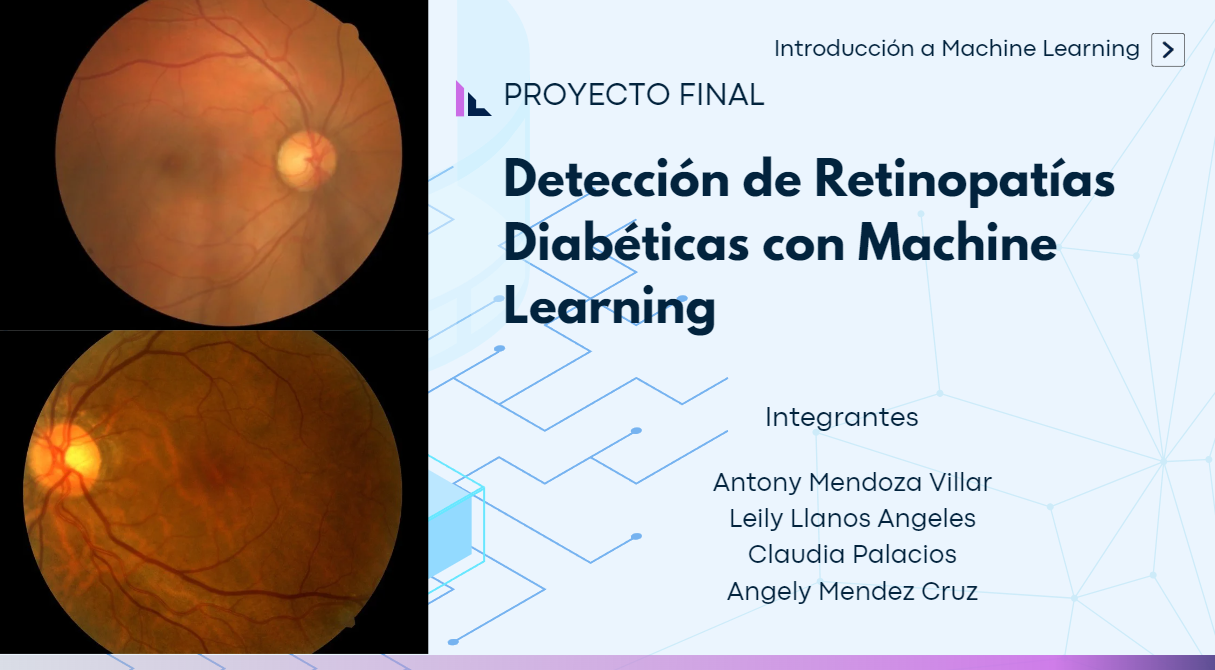 Introducción a Machine Learning
PROYECTO FINAL
Detección de Retinopatías
Diabéticas con Machine
Learning
Integrantes
Antony Mendoza Villar
Leily Llanos Angeles
Claudia Palacios
Angely Mendez Cruz